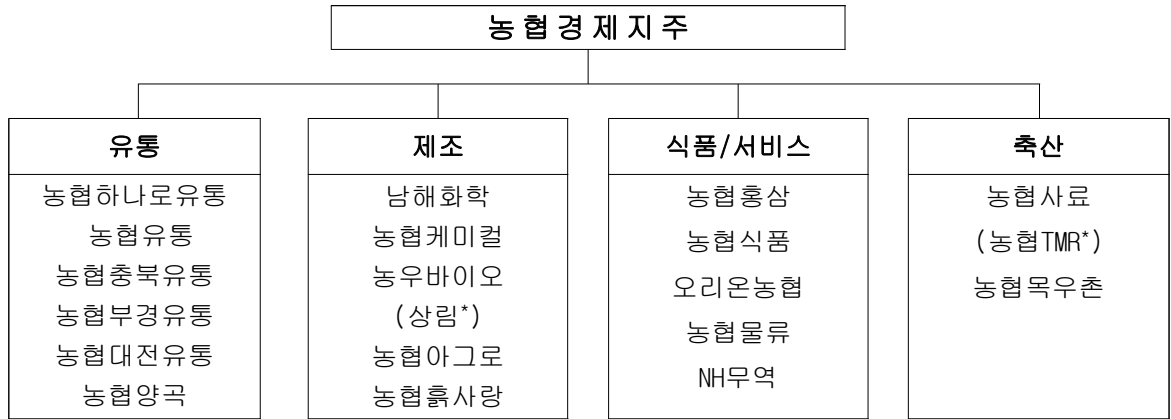 농협경제지주
유통
농협하나로유통
농협유통
농협충북유통
농협부경유통
농협대전유통
농협양곡
제조
남해화학
농협케미컬
농우바이오
(상림*)
농협아그로
농협흙사랑
식품/서비스
농협홍삼
농협식품
오리온농협
농협물류
NH무역
축산
농협사료
(농협TMR*)
농협목우촌